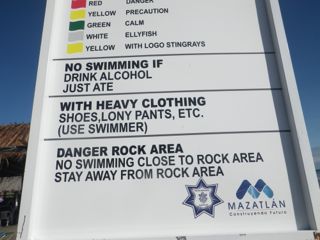 RED DANGER
YELLOW PRECAUTION
GREEN CALM
WHITE ELLYFISH
YELLOW WITH LOGO STINGRAYS
NO SWIMMING IF
DRINK ALCOHOL
JUST ATE
WITH HEAVY CLOTHING
SHOES,LONY PANTS, ETC.
(USE SWIMMER)
DANGER ROCK AREA
NO SWIMMING CLOSE TO ROCK AREA
STAY AWAY FROM ROCK AREA
MAZATLÁN
Construyendo Futuro